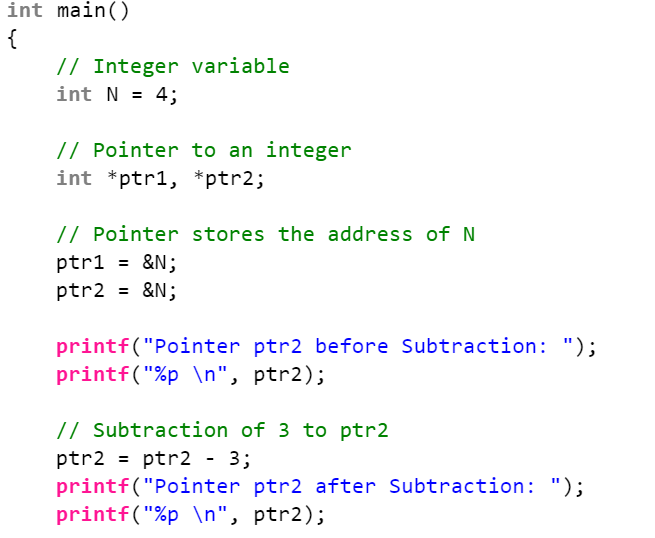 int main()
{
// Integer variable
int N = 4;
// Pointer to an integer
int *ptr1, *ptr2;
// Pointer stores the address of N
ptr1 = &N;
ptr2 = &N;
printf("Pointer ptr2 before Subtraction: ");
printf("%p \n", ptr2);
// Subtraction of 3 to ptr2
ptr2 = ptr2 - 3;
printf("Pointer ptr2 after Subtraction: ");
printf("%p \n", ptr2);